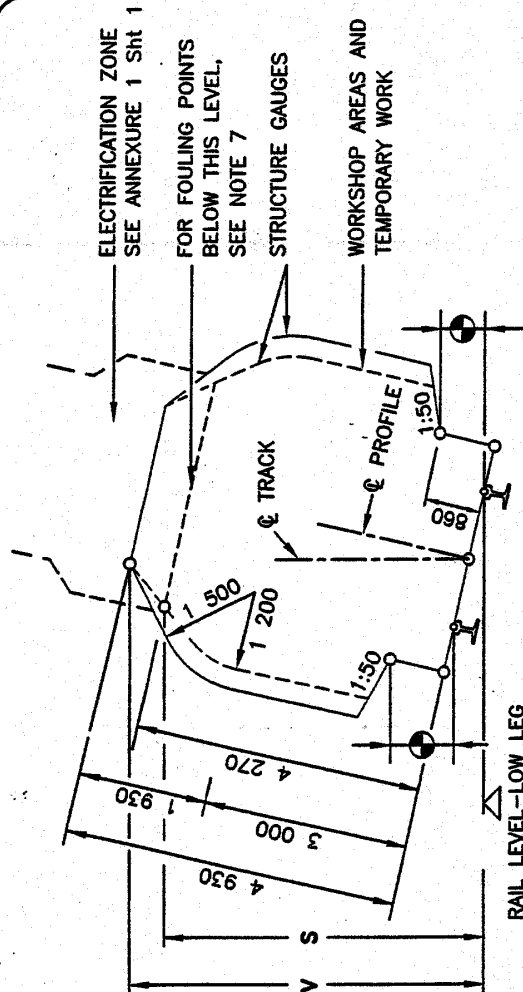 ELECTRIFICATION ZONE
SEE ANNEXURE 1 Sht 1
FOR FOULING POINTS
BELOW THIS LEVEL,
SEE NOTE 7
STRUCTURE GAUGES
WORKSHOP AREAS AND
TEMPORARY WORK
℄ TRACK
℄ PROFILE
1 500
1 200
1:50
1:50
860
4 270
1 930
3 000
4 930
S
V
RAIL LEVEL-LOW LEG